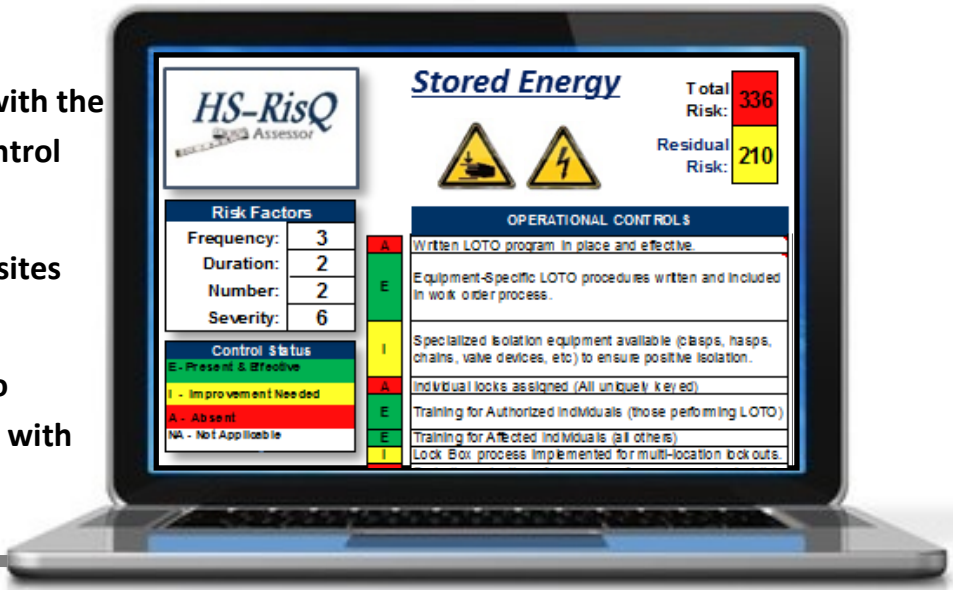 with the
ntrol
sites
o
with
HS-RisQ
Assessor
Stored Energy
Total
Risk:
336
Residual
Risk:
210
Risk Factors
Frequency: 3
Duration: 2
Number: 2
Severity: 6
Control Status
E - Present & Effective
I - Improvement Needed
A - Absent
NA - Not Applicable
OPERATIONAL CONTROLS
A Written LOTO program in place and effective.
E Equipment-Specific LOTO procedures written and included
in work order process.
I Specialized isolation equipment available (clasps, hasps,
chains, valve devices, etc) to ensure positive isolation.
A Individual locks assigned (All uniquely keyed)
E Training for Authorized individuals (those performing LOTO)
E Training for Affected individuals (all others)
I Lock Box process implemented for multi-location lockouts.